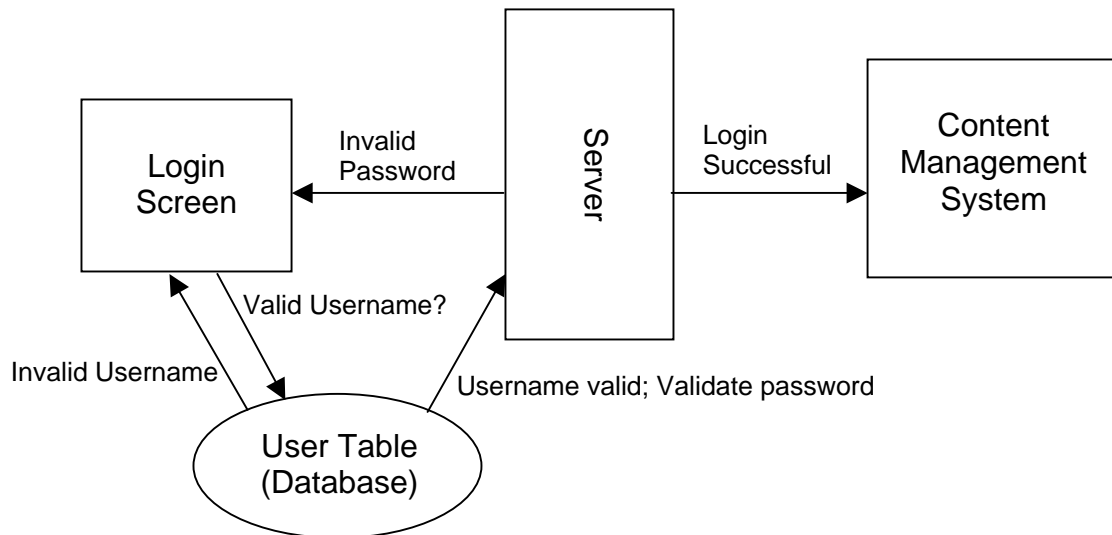 Login
Screen
Invalid
Password
Server
Login
Successful
Content
Management
System
Valid Username?
Invalid Username
Username valid; Validate password
User Table
(Database)